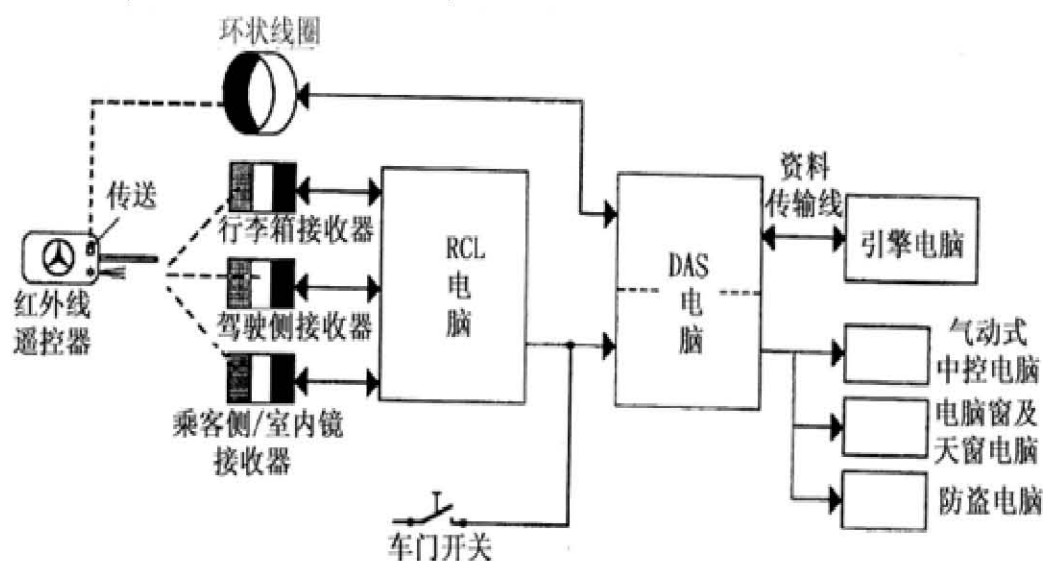 环状线圈
传送
行李箱接收器
红外线
遥控器
驾驶侧接收器
乘客侧/室内镜
接收器
RCL
电
脑
车门开关
DAS
电
脑
资料
传输线
引擎电脑
气动式
中控电脑
电脑窗及
天窗电脑
防盗电脑